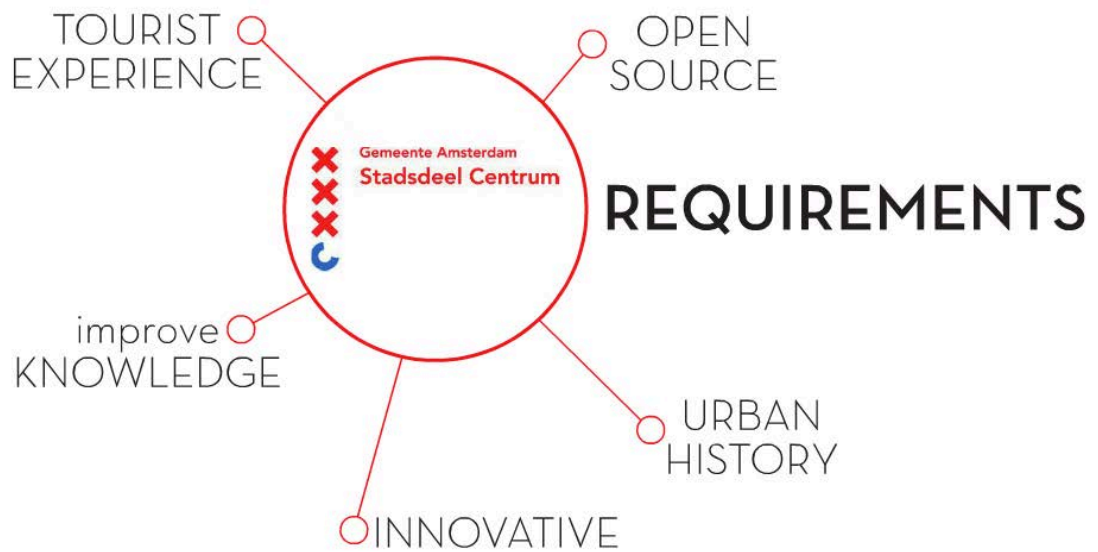 TOURIST
EXPERIENCE
OPEN
SOURCE
Gemeente Amsterdam
Stadsdeel Centrum
REQUIREMENTS
improve
KNOWLEDGE
URBAN
HISTORY
INNOVATIVE